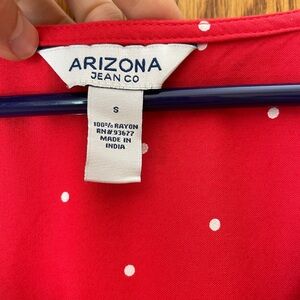 ARIZONA
JEAN CO
S
100% RAYON
RN# 93677
MADE IN
INDIA